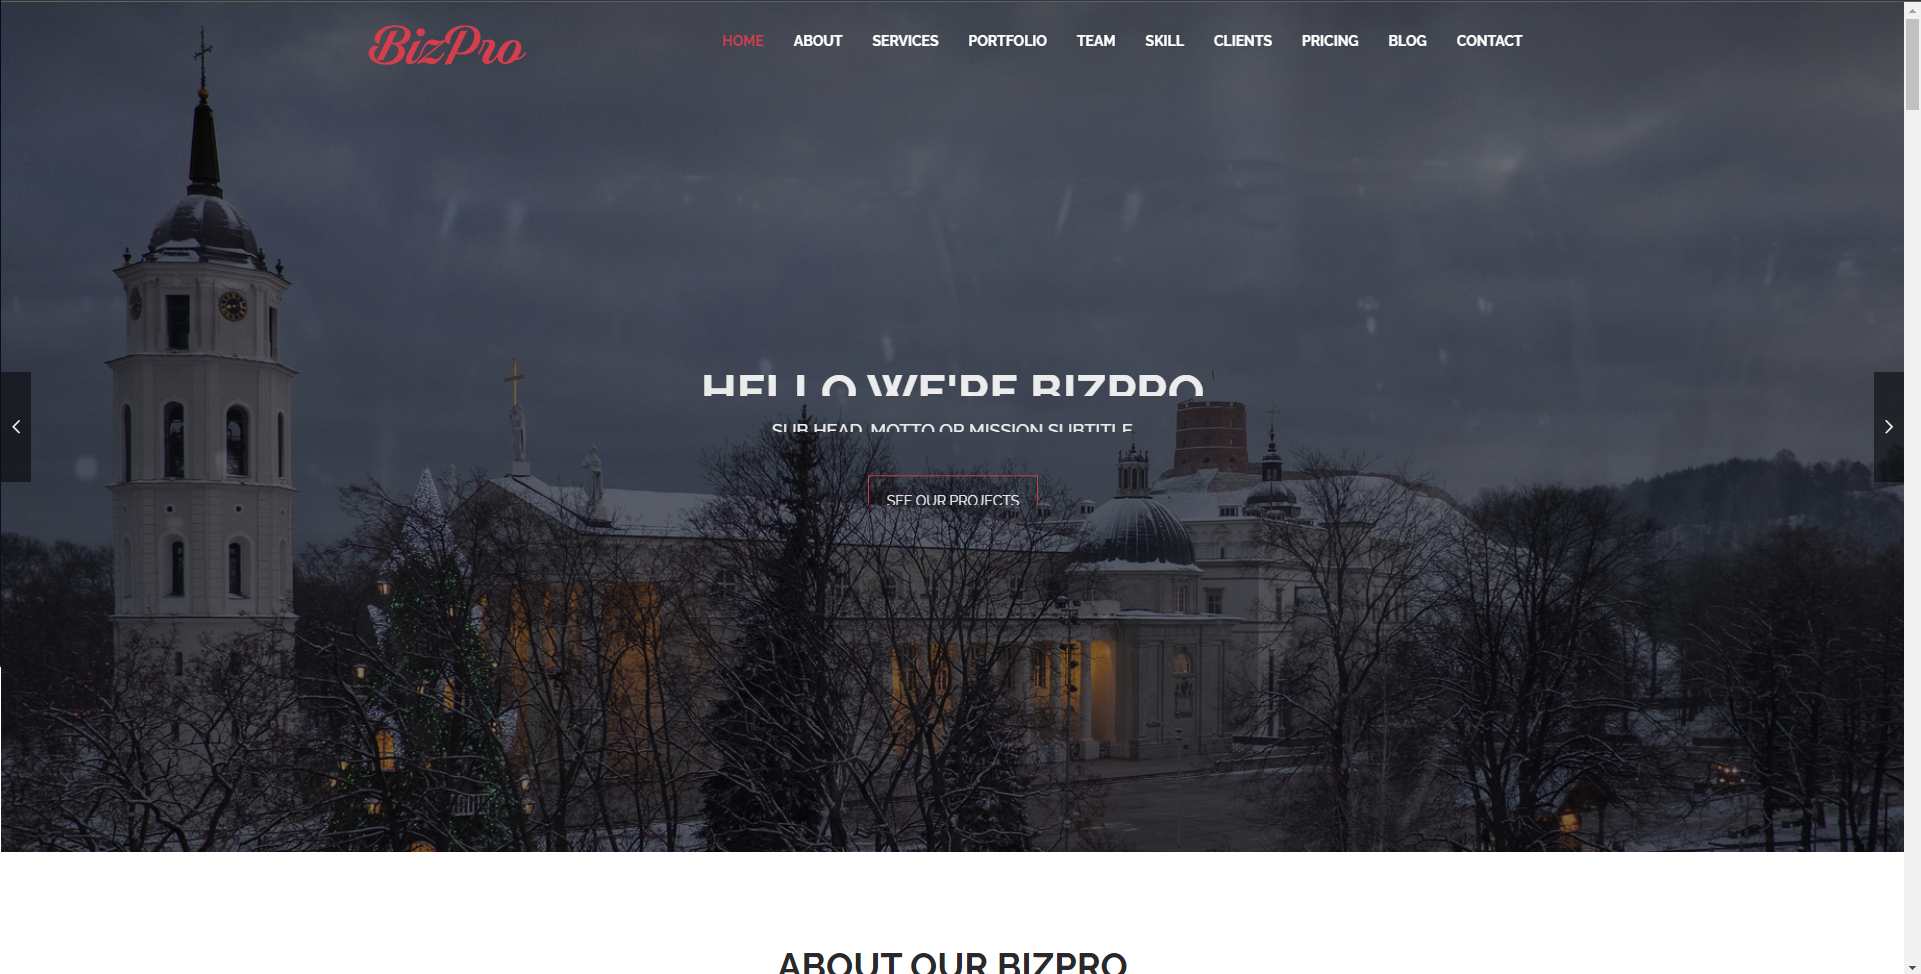 BizPro
HOME ABOUT SERVICES PORTFOLIO TEAM SKILL CLIENTS PRICING BLOG CONTACT
HELLO WE'RE BIZPRO
SUB HEAD, MOTTO OR MISSION SUBTITLE
SEE OUR PROJECTS
ABOUT OUR BIZPRO